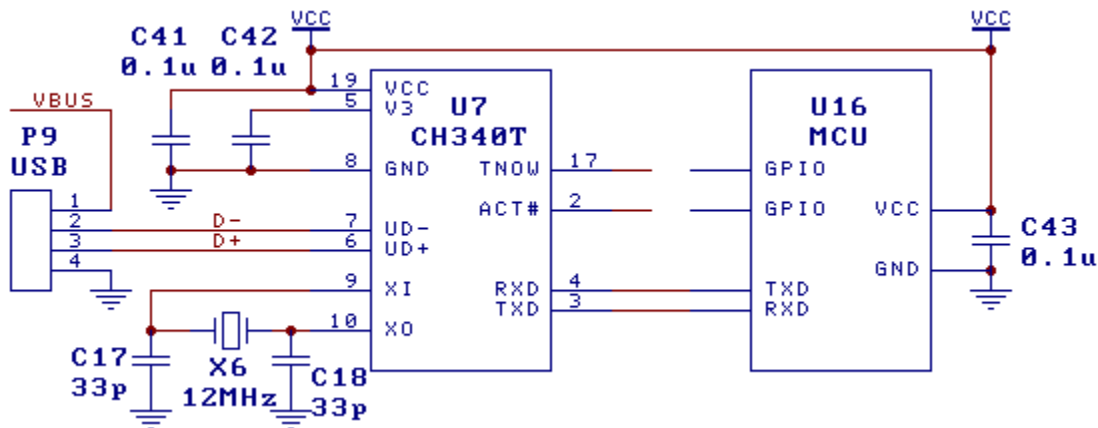 VCC
VCC
C41 C42
0.1u 0.1u
19 VCC
5 V3
U7
CH340T
U16
MCU
VBUS
P9
USB
8 GND
TNOW 17
GPIO
1
2 D- 7 UD-
3 D+ 6 UD+
4
ACT# 2
GPIO
VCC
C43
0.1u
GND
9 XI
RXD 4
TXD
TXD 3
RXD
10 XO
C17
33p
X6
12MHz
C18
33p